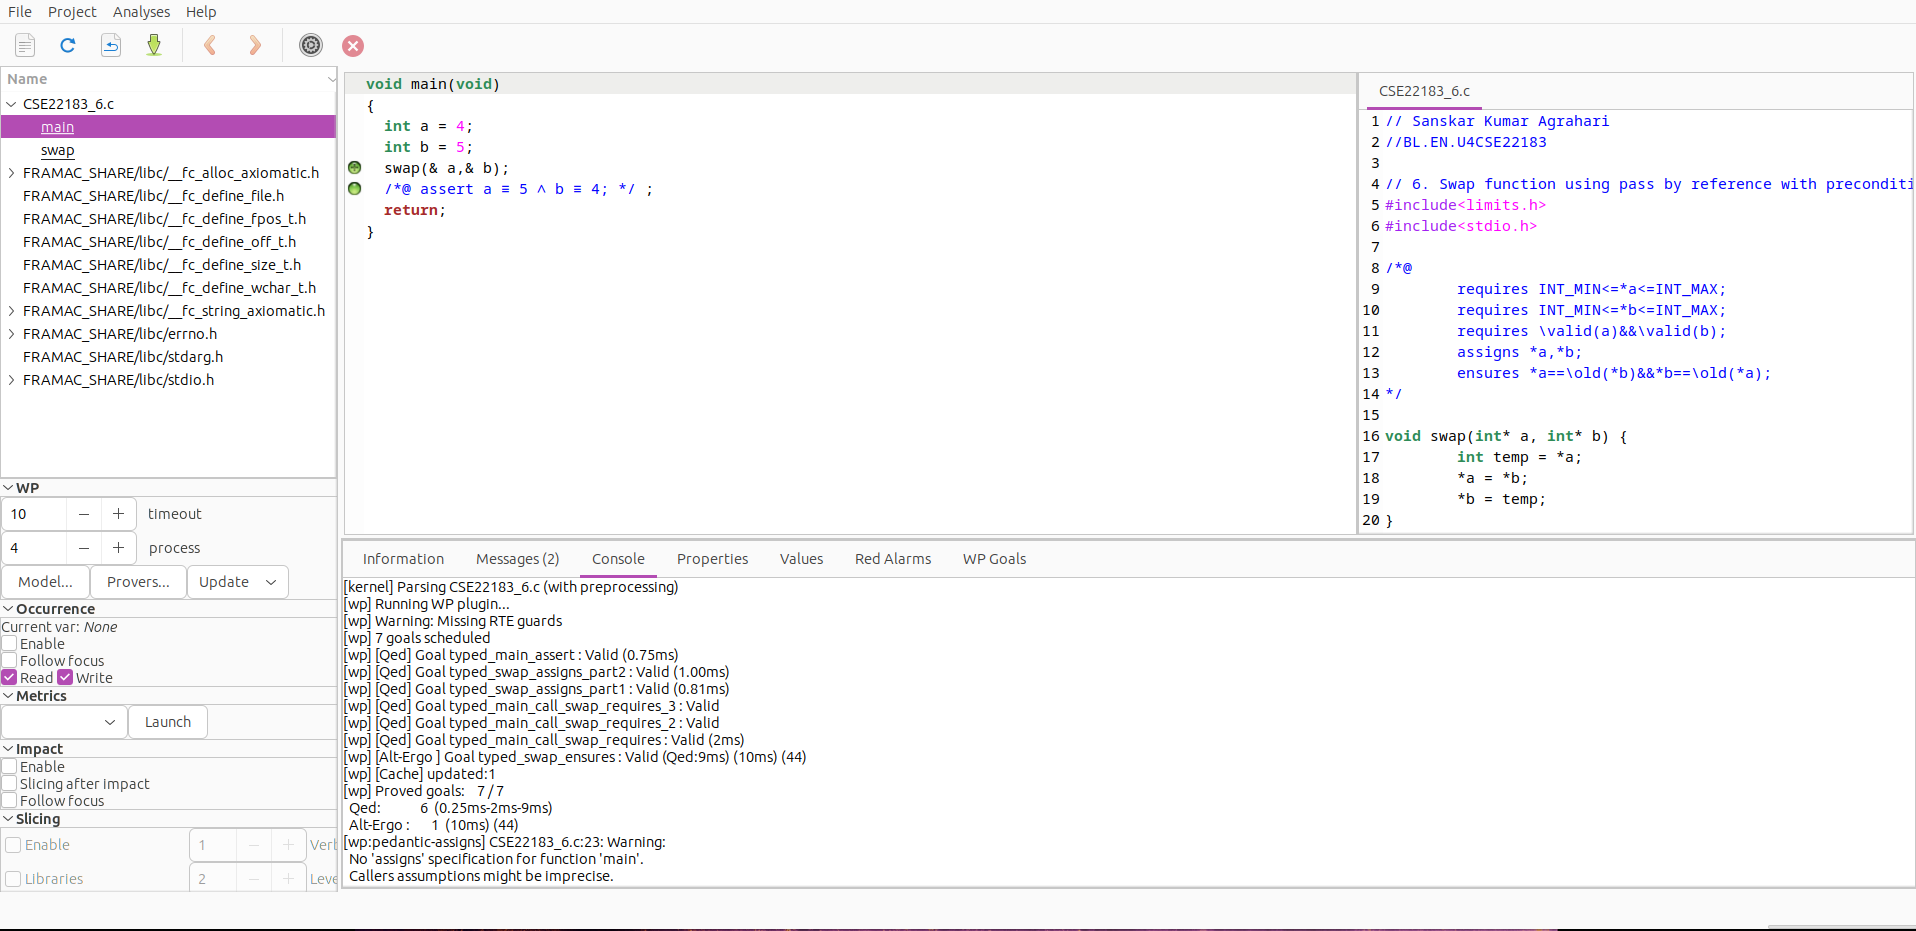 File Project Analyses Help
Name
CSE22183_6.c
main
swap
FRAMAC_SHARE/libc/__fc_alloc_axiomatic.h
FRAMAC_SHARE/libc/__fc_define_file.h
FRAMAC_SHARE/libc/__fc_define_fpos_t.h
FRAMAC_SHARE/libc/__fc_define_off_t.h
FRAMAC_SHARE/libc/__fc_define_size_t.h
FRAMAC_SHARE/libc/__fc_define_wchar_t.h
FRAMAC_SHARE/libc/__fc_string_axiomatic.h
FRAMAC_SHARE/libc/errno.h
FRAMAC_SHARE/libc/stdarg.h
FRAMAC_SHARE/libc/stdio.h
WP
10 − + timeout
4 − + process
Model... Provers... Update
Occurrence
Current var: None
Enable
Follow focus
Read Write
Metrics
Launch
Impact
Enable
Slicing after impact
Follow focus
Slicing
Enable 1 − + Verb
Libraries 2 − + Leve
void main(void)
{
int a = 4;
int b = 5;
swap(& a,& b);
/*@ assert a ≡ 5 ∧ b ≡ 4; */ ;
return;
}
CSE22183_6.c
1 // Sanskar Kumar Agrahari
2 //BL.EN.U4CSE22183
3
4 // 6. Swap function using pass by reference with preconditi
5 #include<limits.h>
6 #include<stdio.h>
7
8 /*@
9 requires INT_MIN<=*a<=INT_MAX;
10 requires INT_MIN<=*b<=INT_MAX;
11 requires \valid(a)&&\valid(b);
12 assigns *a,*b;
13 ensures *a==\old(*b)&&*b==\old(*a);
14 */
15
16 void swap(int* a, int* b) {
17 int temp = *a;
18 *a = *b;
19 *b = temp;
20 }
Information Messages (2) Console Properties Values Red Alarms WP Goals
[kernel] Parsing CSE22183_6.c (with preprocessing)
[wp] Running WP plugin...
[wp] Warning: Missing RTE guards
[wp] 7 goals scheduled
[wp] [Qed] Goal typed_main_assert : Valid (0.75ms)
[wp] [Qed] Goal typed_swap_assigns_part2 : Valid (1.00ms)
[wp] [Qed] Goal typed_swap_assigns_part1 : Valid (0.81ms)
[wp] [Qed] Goal typed_main_call_swap_requires_3 : Valid
[wp] [Qed] Goal typed_main_call_swap_requires_2 : Valid
[wp] [Qed] Goal typed_main_call_swap_requires : Valid (2ms)
[wp] [Alt-Ergo ] Goal typed_swap_ensures : Valid (Qed:9ms) (10ms) (44)
[wp] [Cache] updated:1
[wp] Proved goals: 7 / 7
Qed: 6 (0.25ms-2ms-9ms)
Alt-Ergo : 1 (10ms) (44)
[wp:pedantic-assigns] CSE22183_6.c:23: Warning:
No 'assigns' specification for function 'main'.
Callers assumptions might be imprecise.